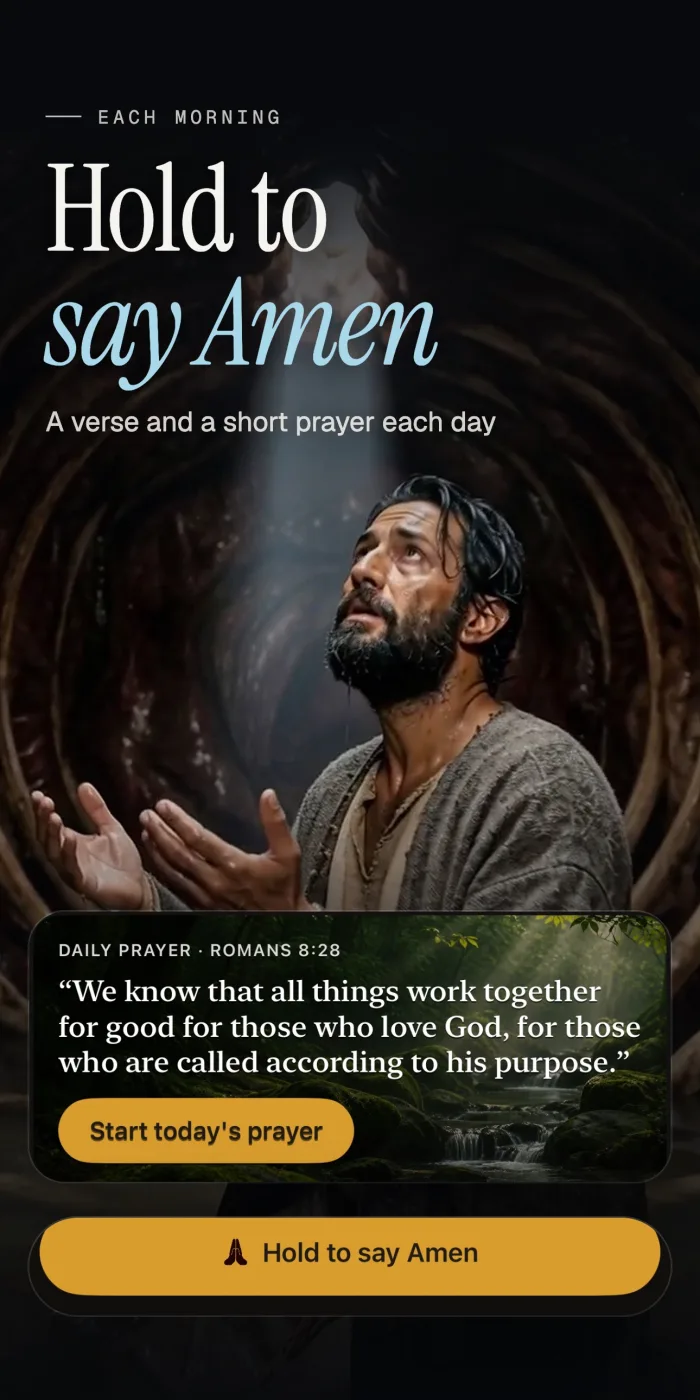 EACH MORNING
Hold to
say Amen
A verse and a short prayer each day
DAILY PRAYER · ROMANS 8:28
“We know that all things work together
for good for those who love God, for those
who are called according to his purpose.”
Start today's prayer
🙏 Hold to say Amen